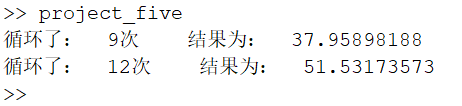 >> project_five
循环了： 9次 结果为： 37.95898188
循环了： 12次 结果为： 51.53173573
>>